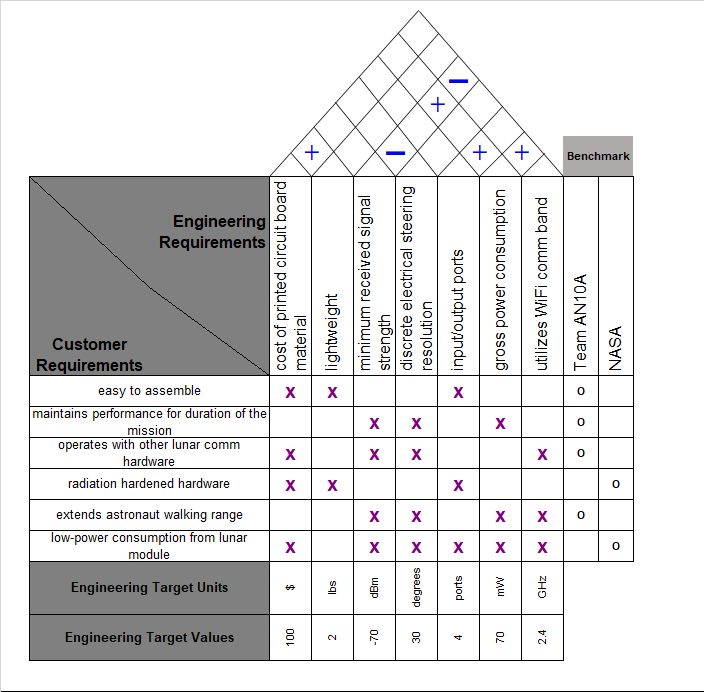 +
+
+
+
Benchmark
Engineering
Requirements
Customer
Requirements
cost of printed circuit board
material
lightweight
minimum received signal
strength
discrete electrical steering
resolution
input/output ports
gross power consumption
utilizes WiFi comm band
Team AN10A
NASA
easy to assemble x x x o
maintains performance for duration of the
mission x x x o
operates with other lunar comm
hardware x x x x o
radiation hardened hardware x x x o
extends astronaut walking range x x x x o
low-power consumption from lunar
module x x x x x x o
Engineering Target Units $ lbs dBm degrees ports mW GHz
Engineering Target Values 100 2 -70 30 4 70 2.4